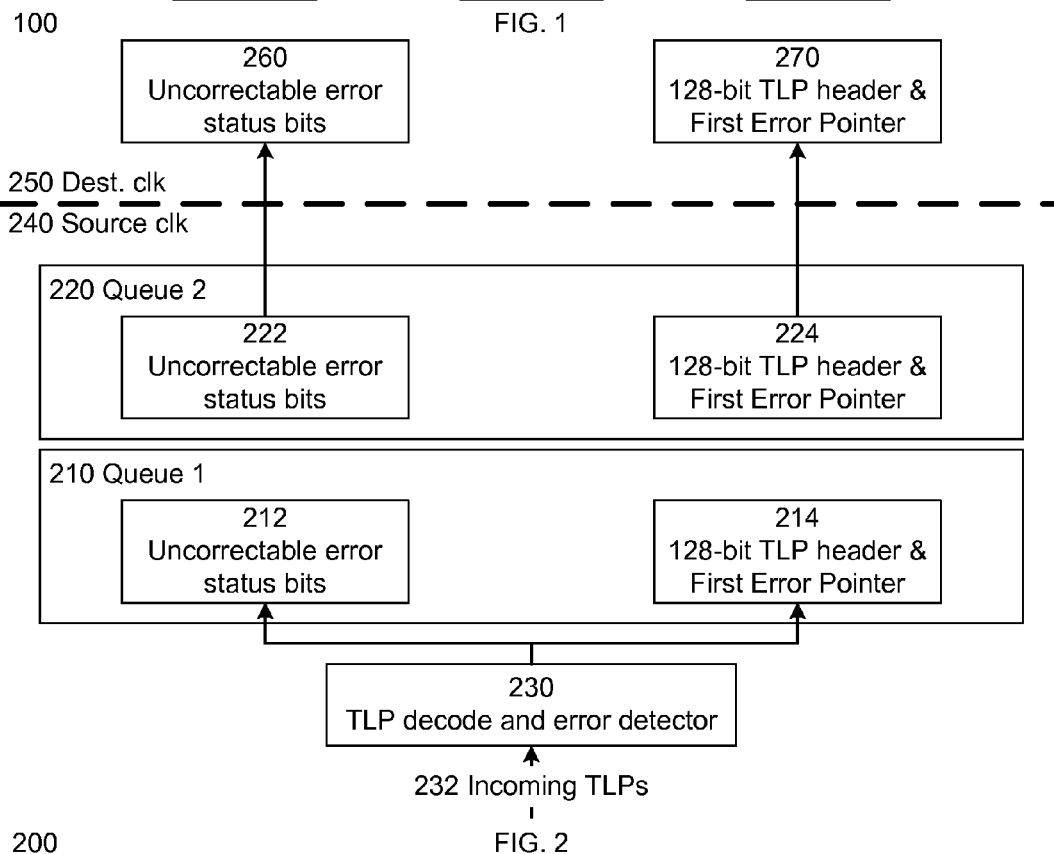 100
FIG. 1
260
Uncorrectable error
status bits
270
128-bit TLP header &
First Error Pointer
250 Dest. clk
240 Source clk
220 Queue 2
222
Uncorrectable error
status bits
224
128-bit TLP header &
First Error Pointer
210 Queue 1
212
Uncorrectable error
status bits
214
128-bit TLP header &
First Error Pointer
230
TLP decode and error detector
232 Incoming TLPs
200
FIG. 2